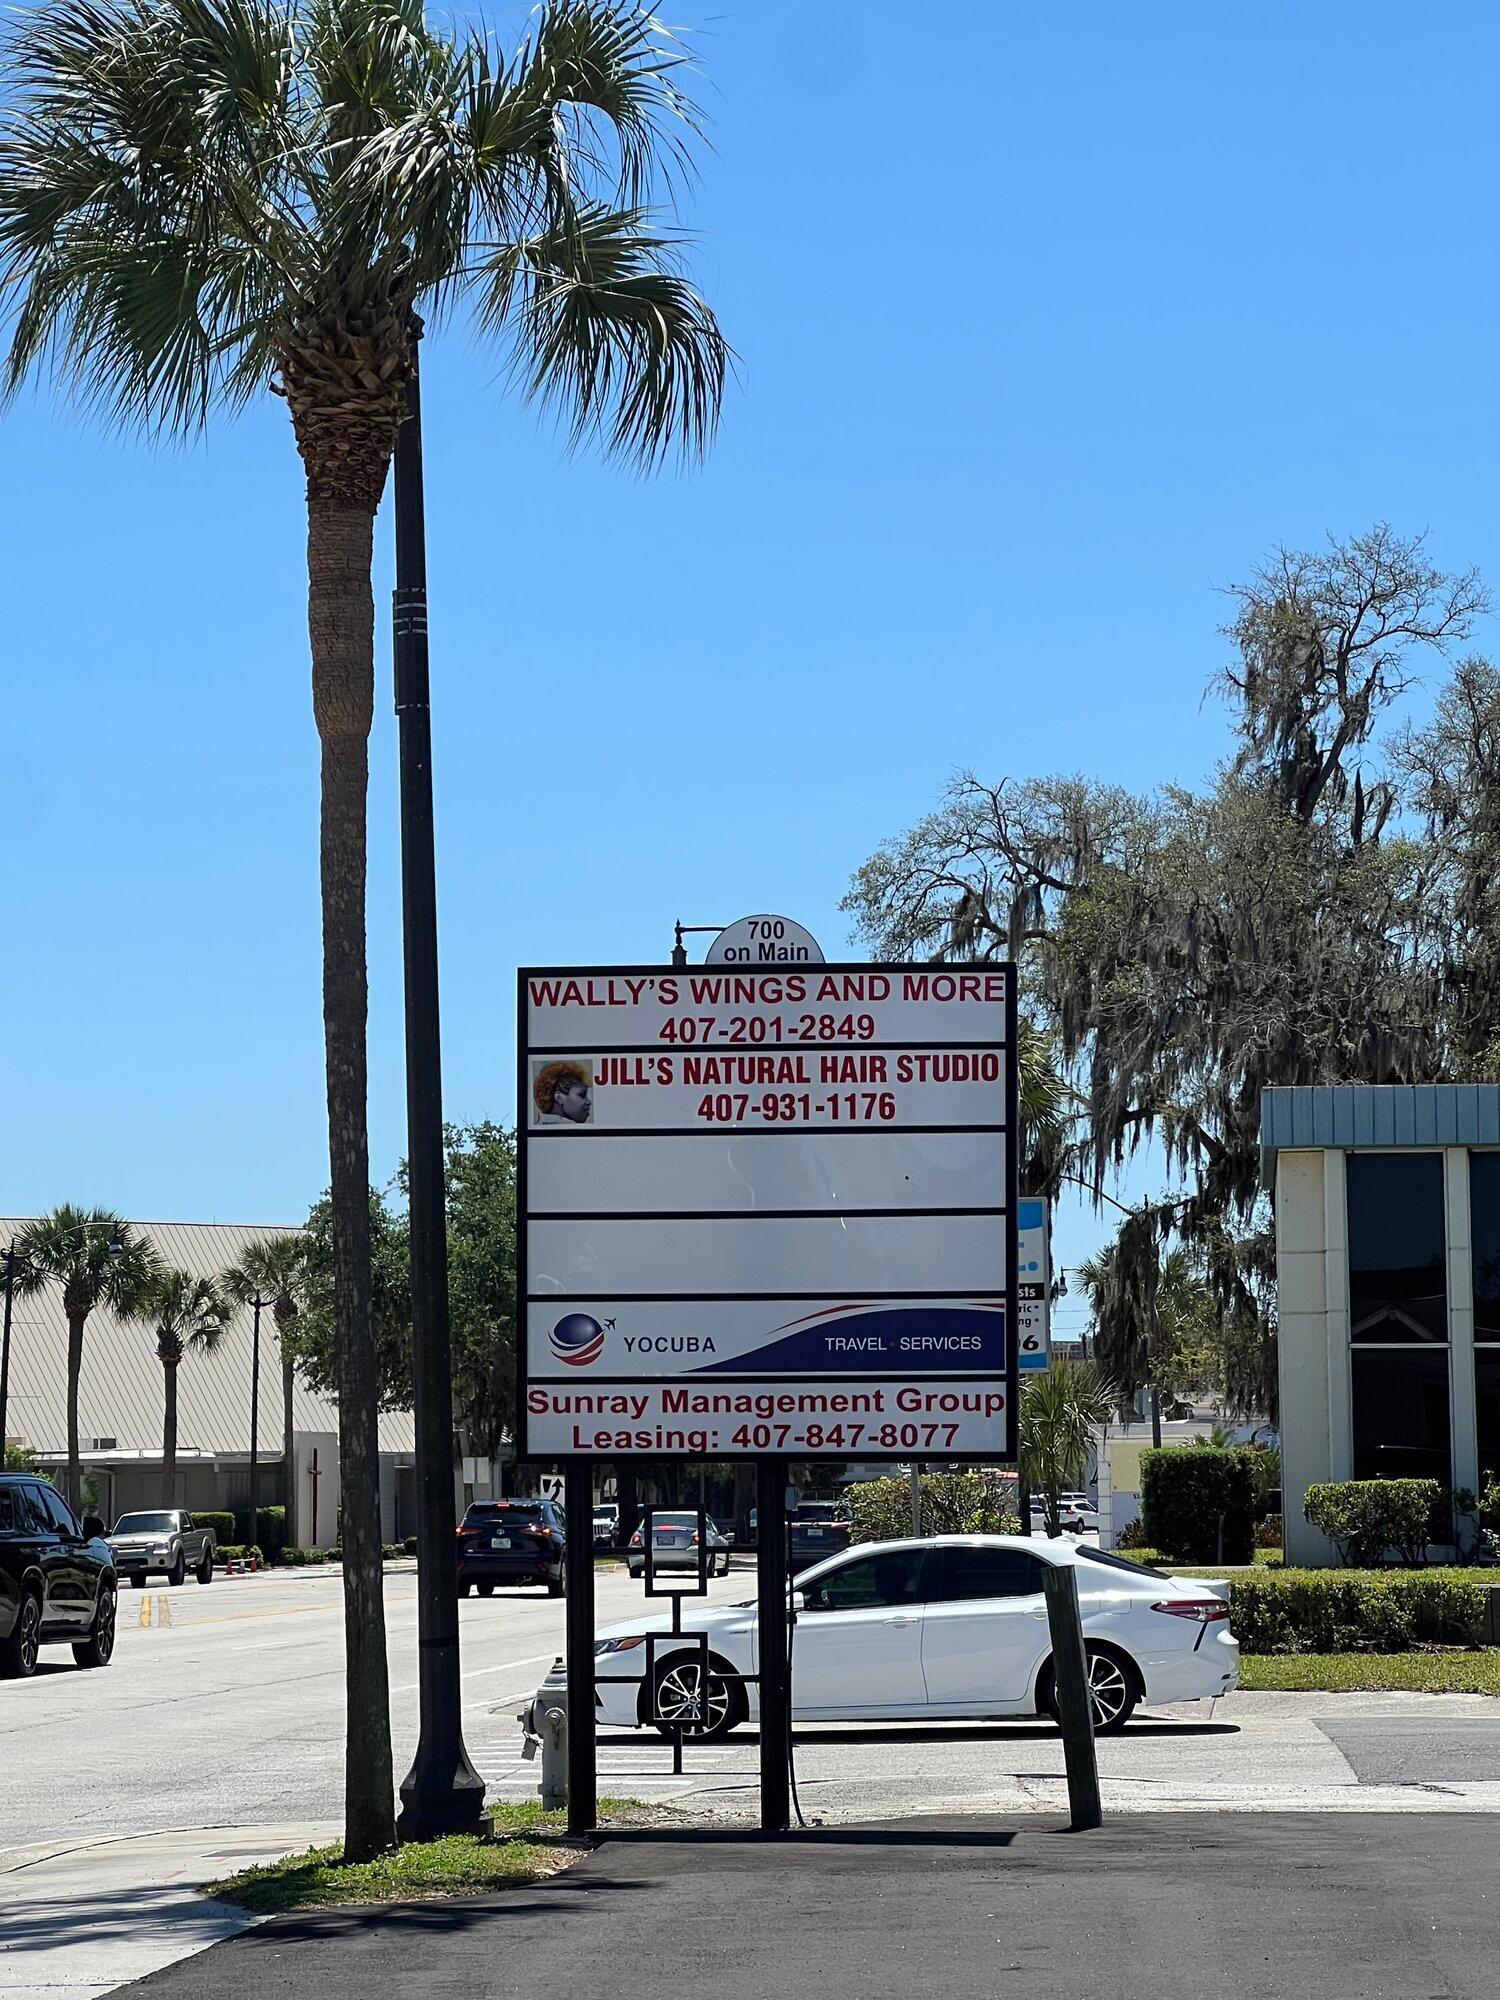 700
on Main
WALLY'S WINGS AND MORE
407-201-2849
JILL'S NATURAL HAIR STUDIO
407-931-1176
YOCUBA
TRAVEL • SERVICES
Sunray Management Group
Leasing: 407-847-8077